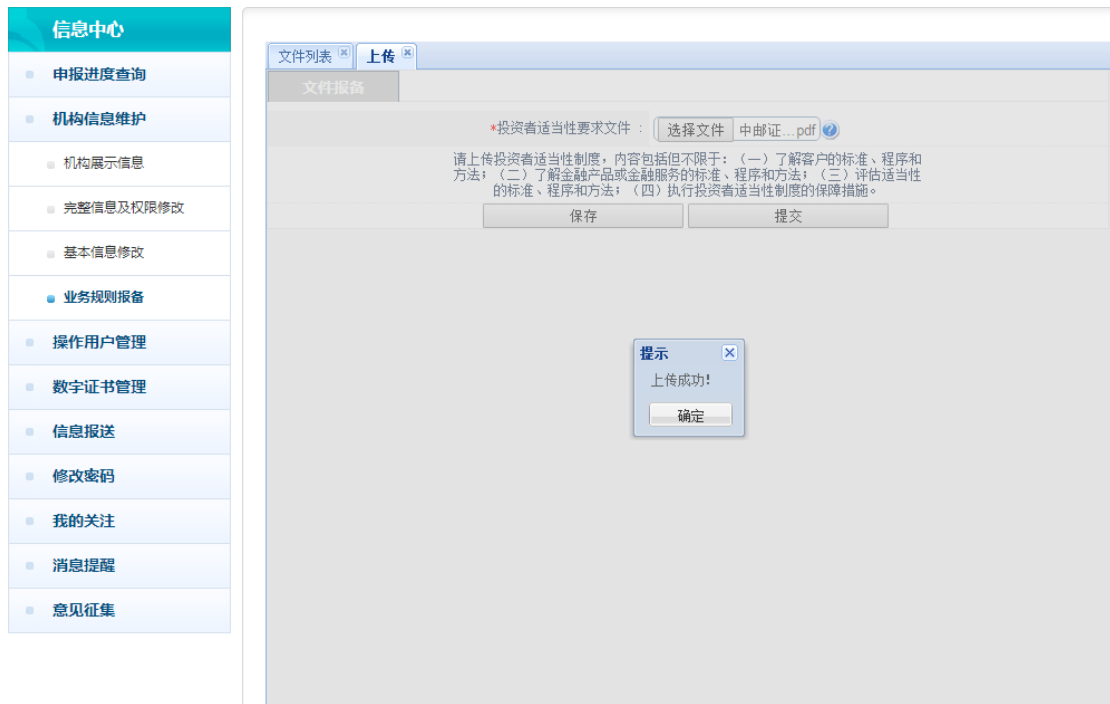 信息中心
申报进度查询
机构信息维护
机构展示信息
完整信息及权限修改
基本信息修改
业务规则报备
操作用户管理
数字证书管理
信息报送
修改密码
我的关注
消息提醒
意见征集
文件列表 上传
文件报备
*投资者适当性要求文件 : 选择文件 中邮证...pdf
请上传投资者适当性制度,内容包括但不限于:(一)了解客户的标准、程序和
方法;(二)了解金融产品或金融服务的标准、程序和方法;(三)评估适当性
的标准、程序和方法;(四)执行投资者适当性制度的保障措施。
保存 提交
提示
上传成功!
确定